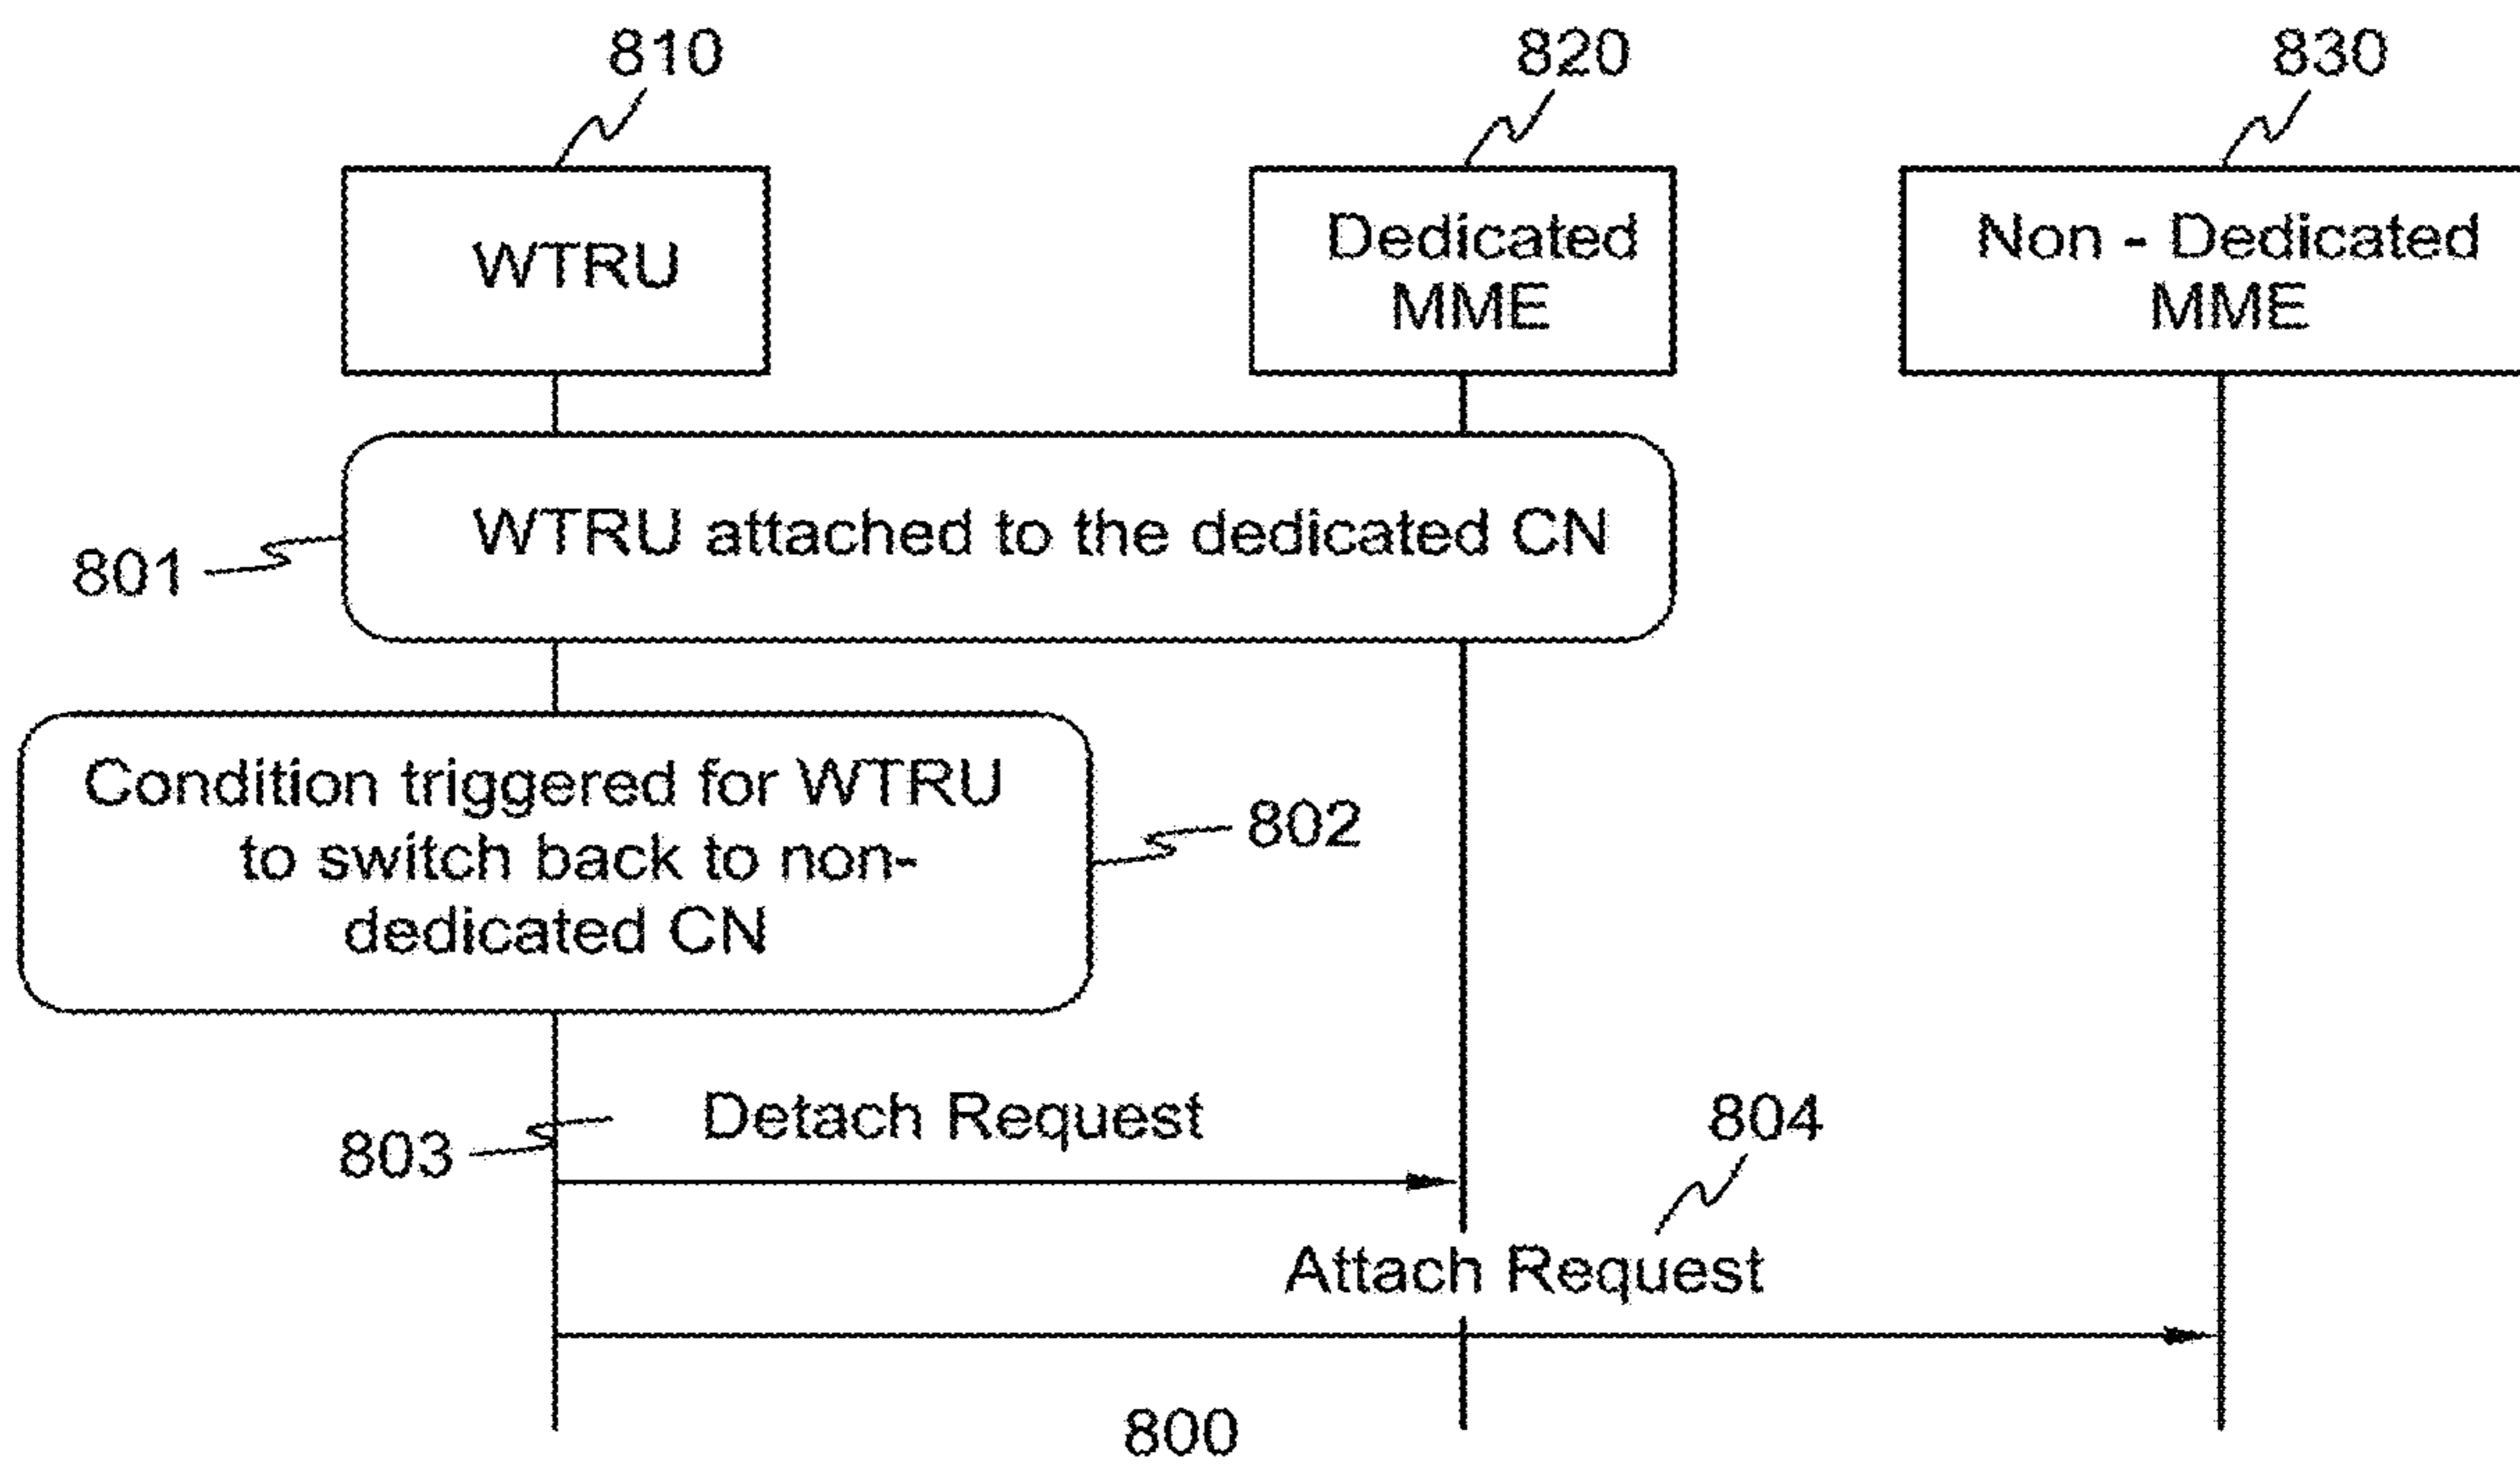 810
820
830
WTRU
Dedicated
MME
Non - Dedicated
MME
WTRU attached to the dedicated CN
801
Condition triggered for WTRU
to switch back to non-
dedicated CN
802
Detach Request
803
804
Attach Request
800